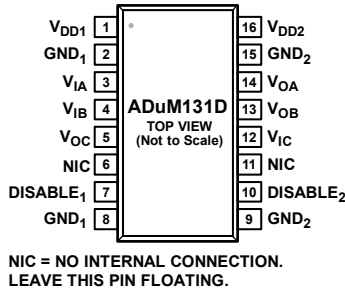 VDD1 1 16 VDD2
GND1 2 15 GND2
VIA 3 14 VOA
VIB 4 ADuM131D 13 VOB
TOP VIEW
(Not to Scale)
VOC 5 12 VIC
NIC 6 11 NIC
DISABLE1 7 10 DISABLE2
GND1 8 9 GND2
NIC = NO INTERNAL CONNECTION.
LEAVE THIS PIN FLOATING.